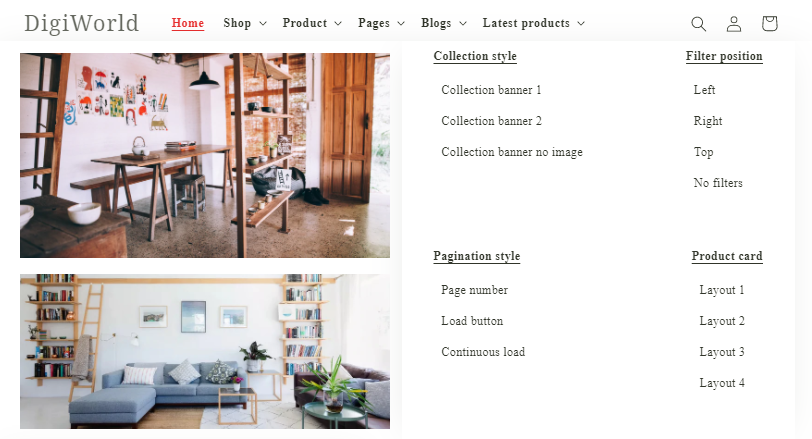 DigiWorld
Home Shop Product Pages Blogs Latest products
Collection style
Collection banner 1
Collection banner 2
Collection banner no image
Filter position
Left
Right
Top
No filters
Pagination style
Page number
Load button
Continuous load
Product card
Layout 1
Layout 2
Layout 3
Layout 4